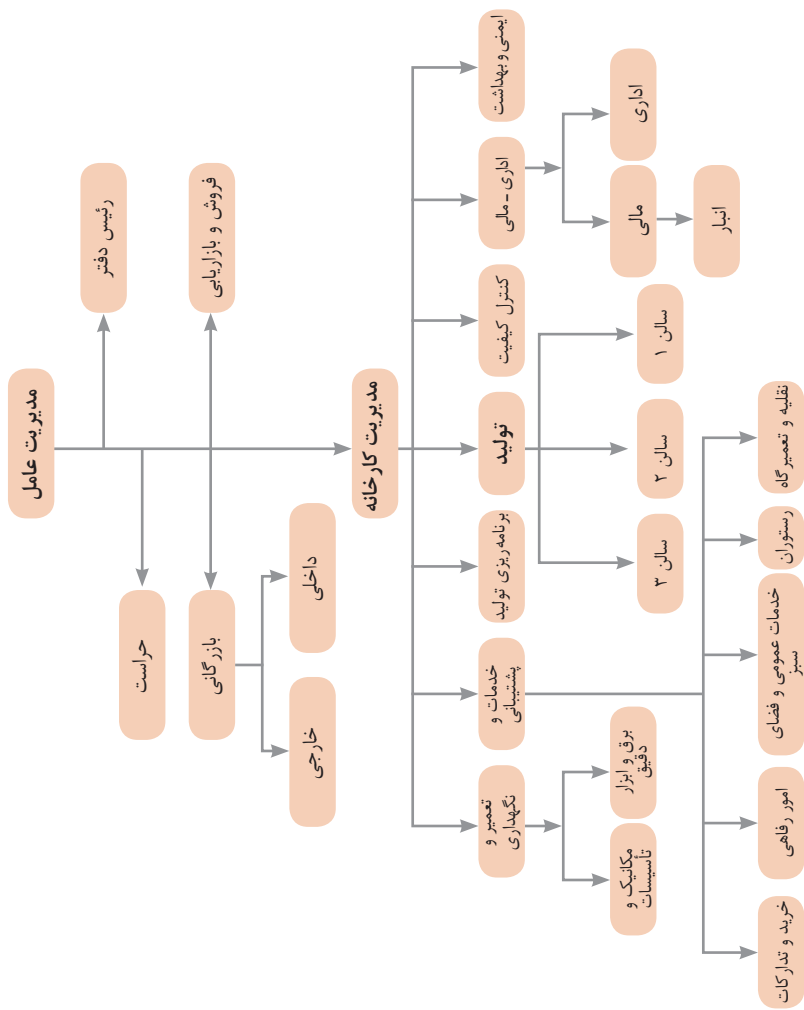 مدیریت عامل
رئیس دفتر
حراست
فروش و بازاریابی
بازرگانی
داخلی
خارجی
مدیریت کارخانه
ایمنی و بهداشت
اداری - مالی
کنترل کیفیت
تولید
برنامه‌ریزی تولید
خدمات و
پشتیبانی
تعمیر و
نگهداری
اداری
مالی
انبار
سالن ۱
سالن ۲
سالن ۳
برق و ابزار
دقیق
مکانیک و
تأسیسات
نقلیه و تعمیرگاه
رستوران
خدمات عمومی و فضای
سبز
امور رفاهی
خرید و تدارکات